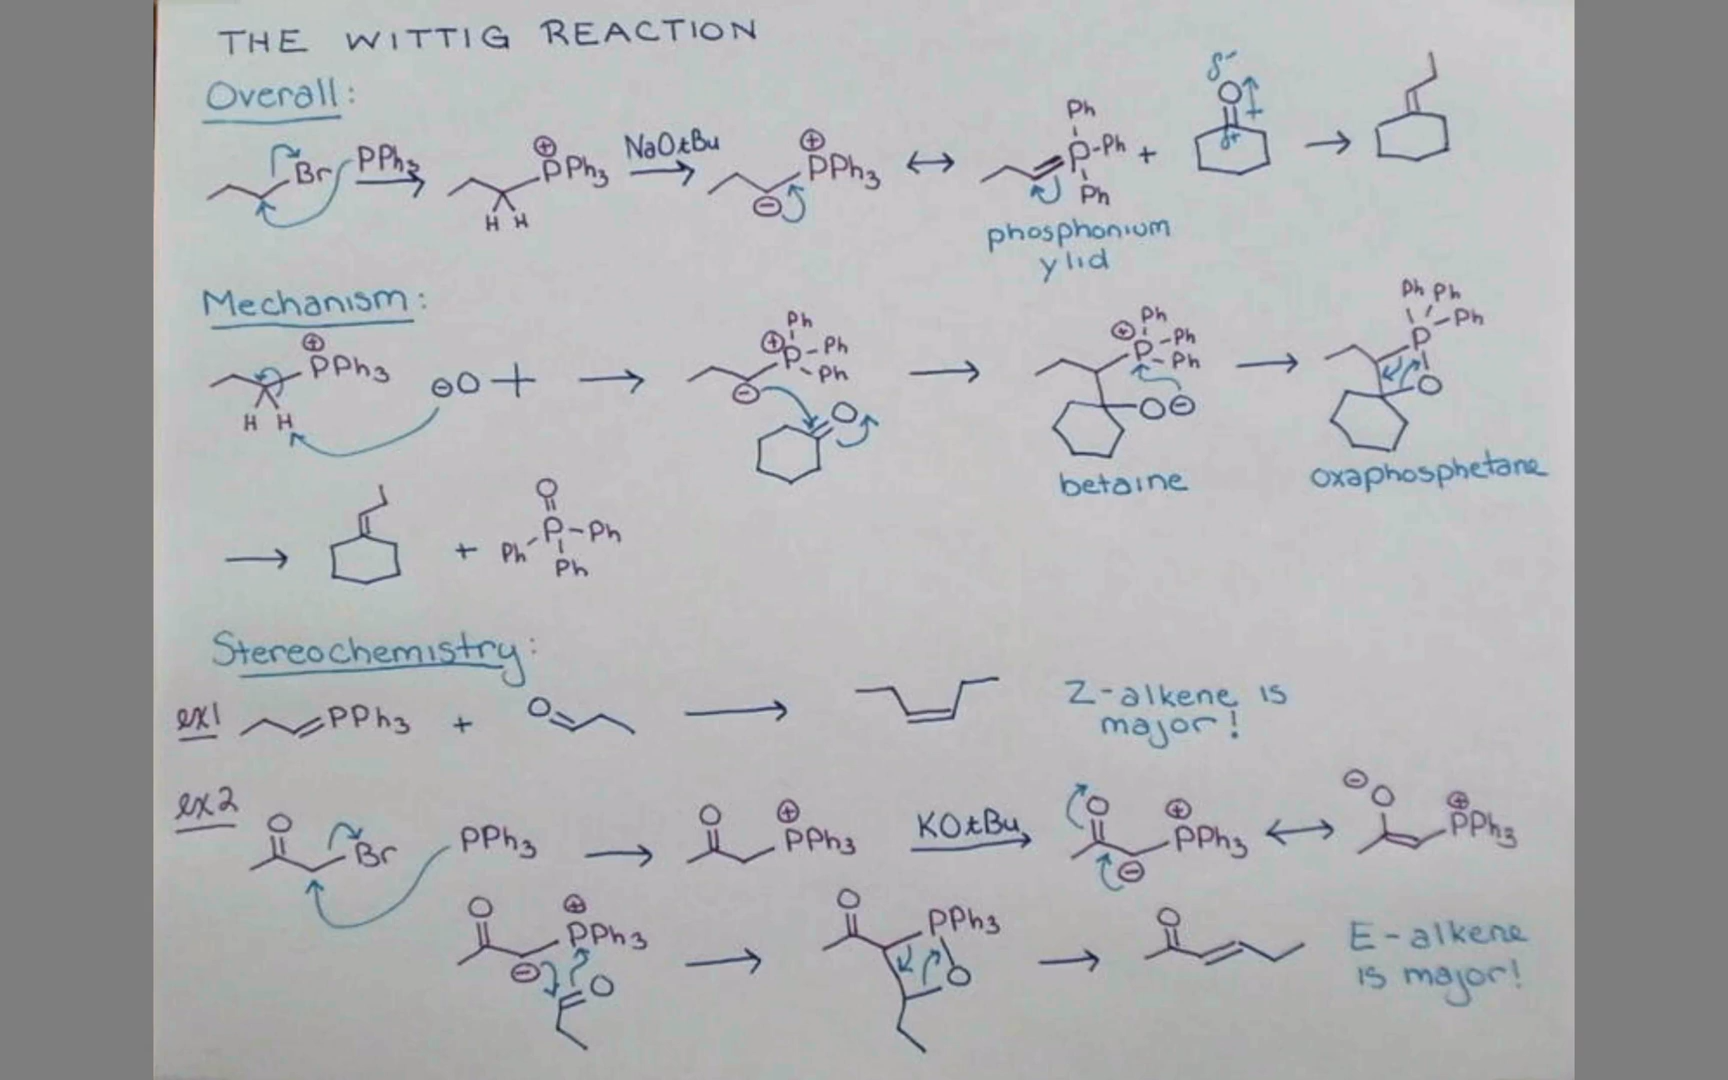 THE WITTIG REACTION
Overall:
Br PPh3 ⊕ PPh3 H H NaOtBu ⊕ PPh3 ⊖ ↔ Ph P-Ph Ph + δ- O δ+ →
phosphonium
ylid
Mechanism:
⊕ PPh3 H H ⊖O → Ph ⊕P-Ph Ph ⊖ O → ⊕ Ph P-Ph Ph O⊖ → Ph Ph P-Ph O
betaine
oxaphosphetane
→ + O P-Ph Ph Ph
Stereochemistry:
ex1 PPh3 + O → Z-alkene is
major!
ex2 O Br PPh3 → O ⊕ PPh3 KOtBu O ⊕ PPh3 ⊖ ↔ ⊖ O ⊕ PPh3
O ⊕ PPh3 ⊖ O → O PPh3 O → O E-alkene
is major!